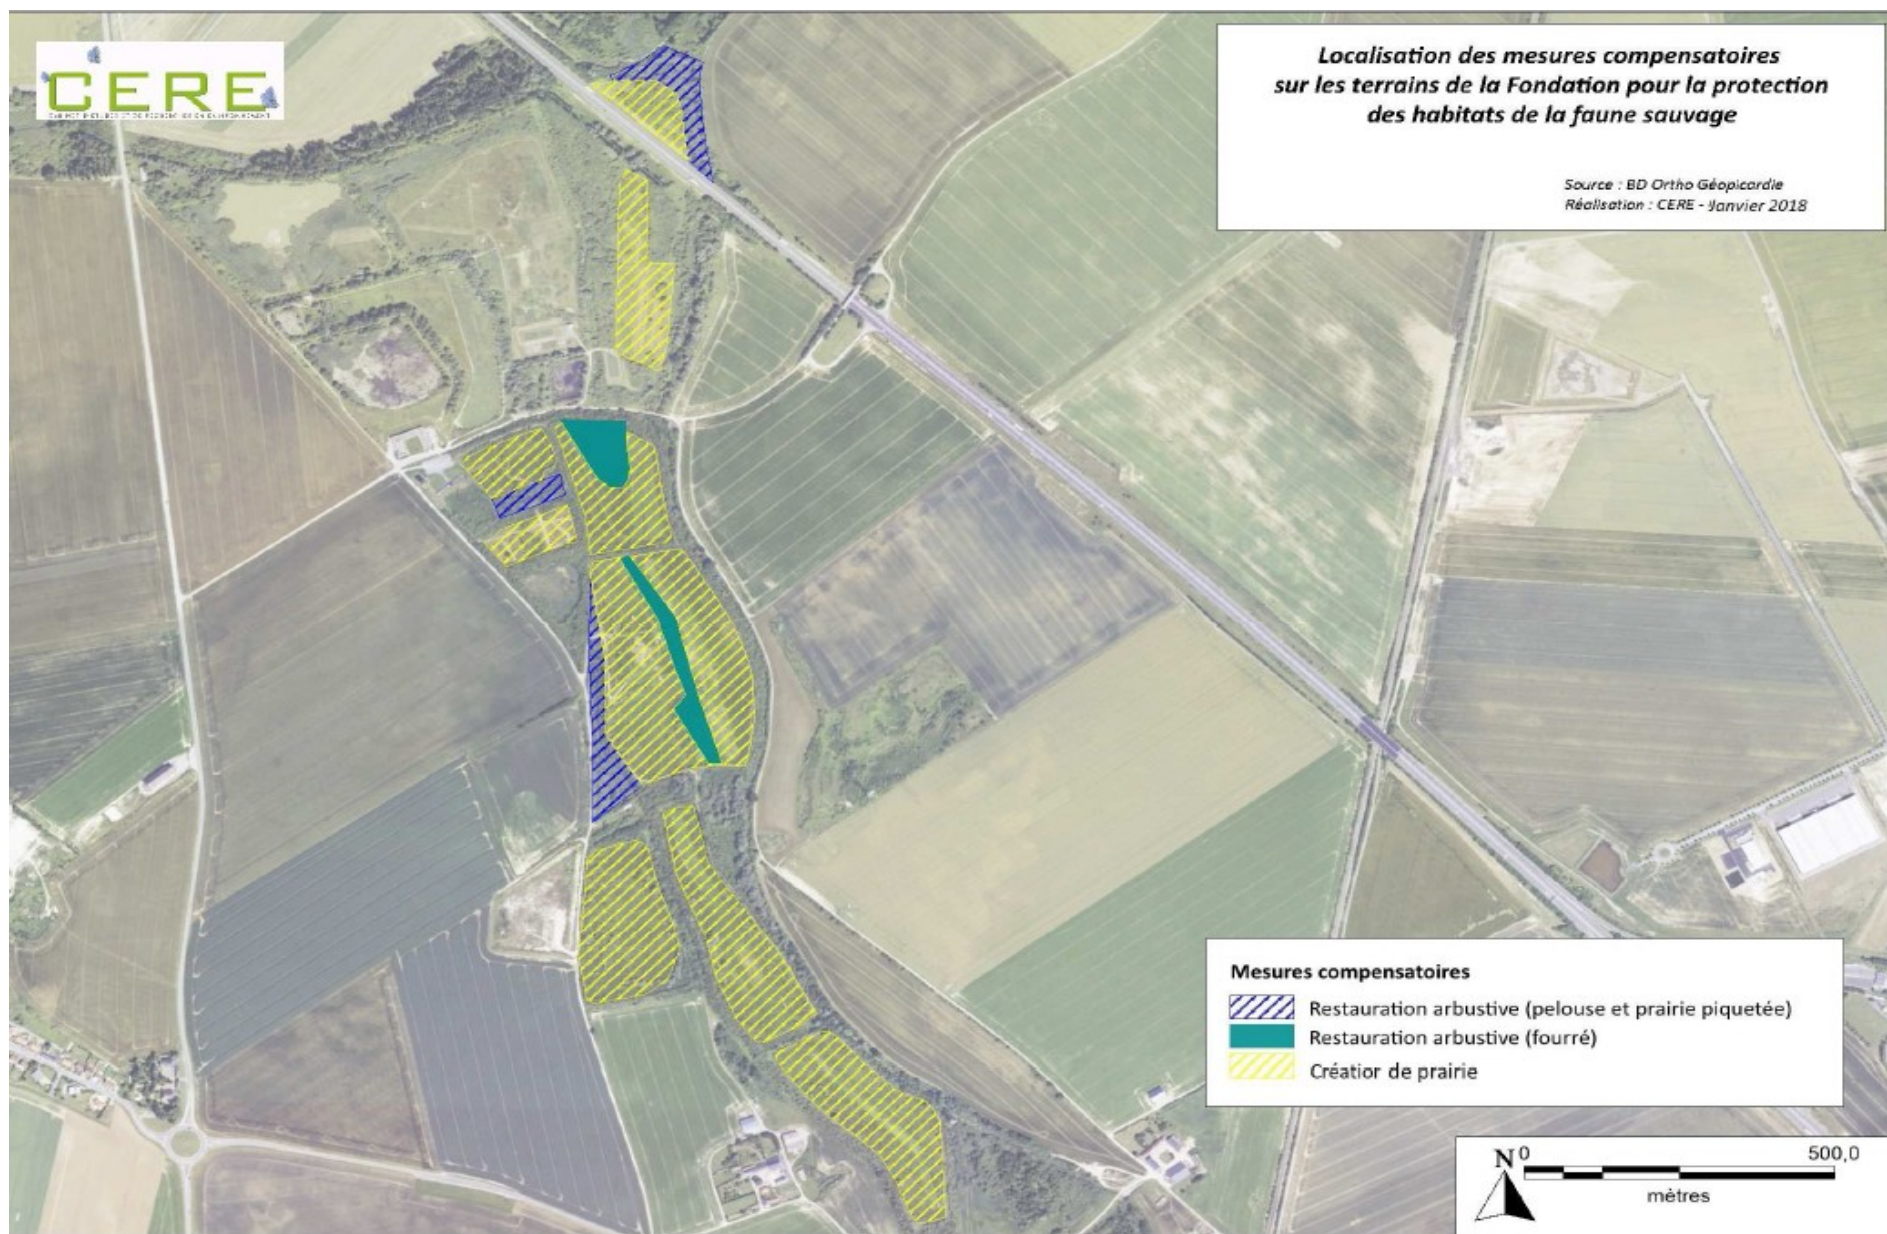 CERE
Localisation des mesures compensatoires
sur les terrains de la Fondation pour la protection
des habitats de la faune sauvage
Source : BD Ortho Géopicardie
Réalisation : CERE - Janvier 2018
Mesures compensatoires
Restauration arbustive (pelouse et prairie piquetée)
Restauration arbustive (fourré)
Créatior de prairie
N 0 500,0
mètres